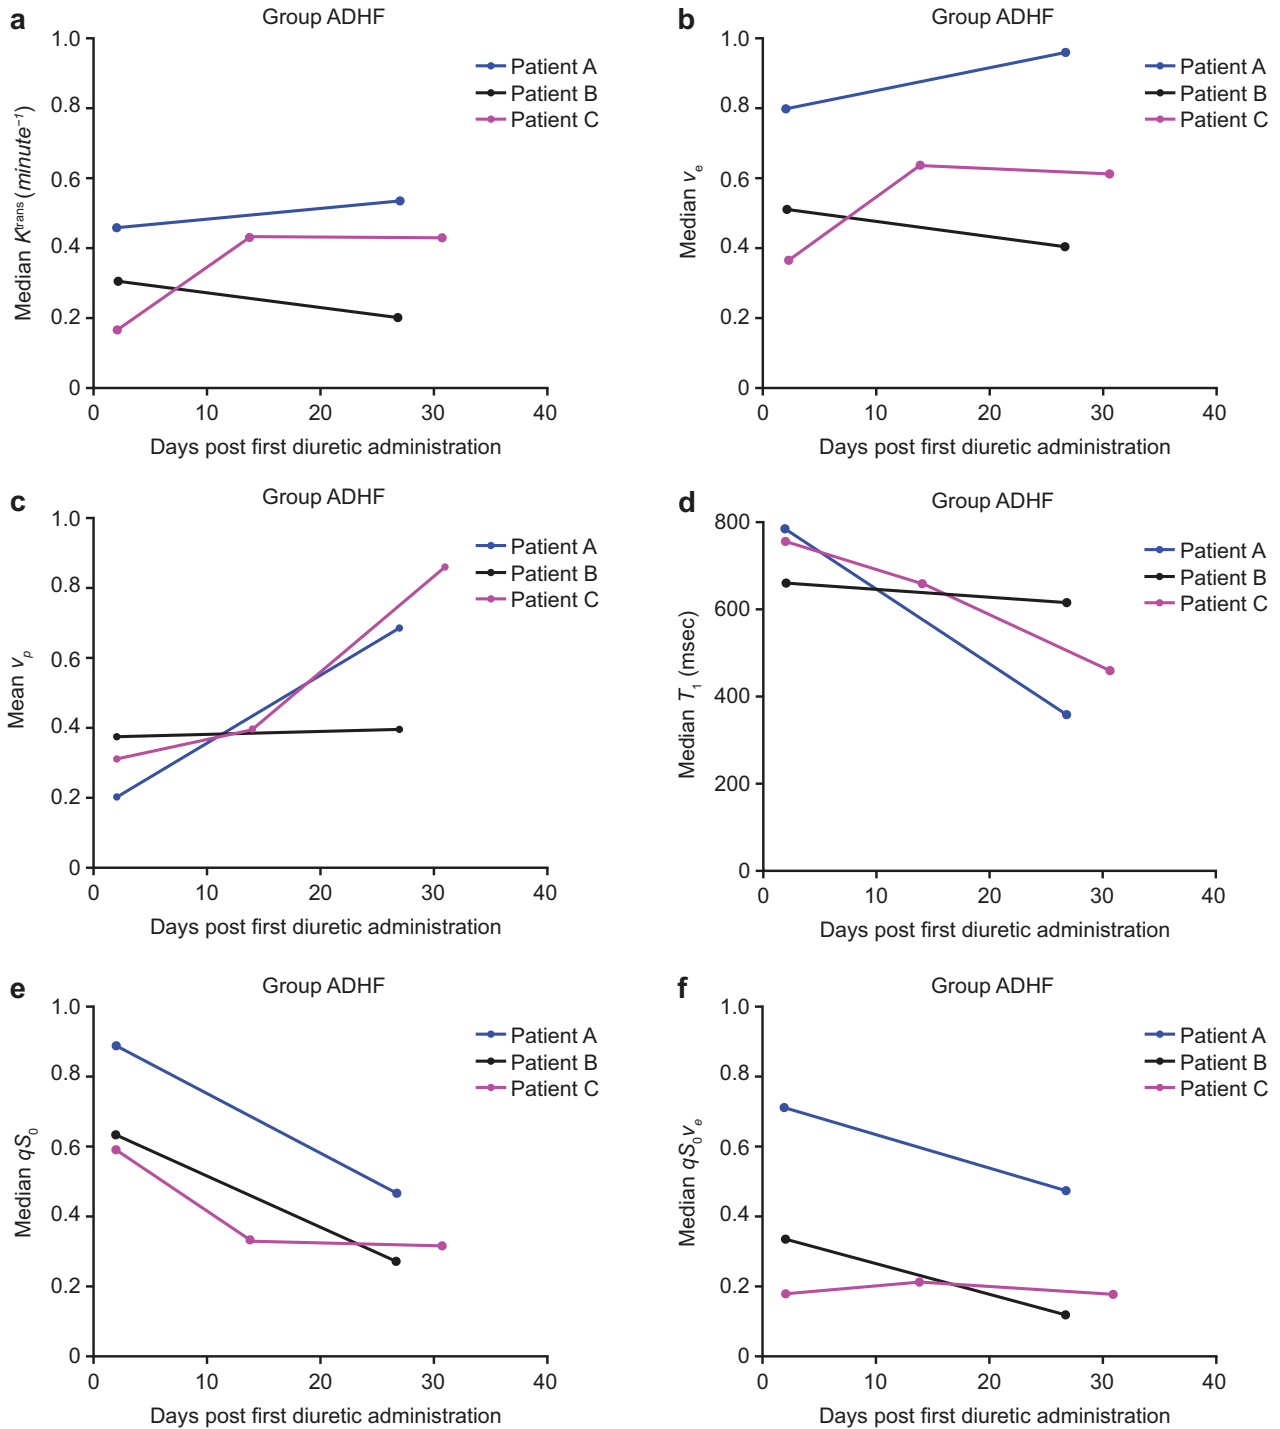 a
Group ADHF
Median Kᵗʳᵃⁿˢ (minute⁻¹)
1.0
0.8
0.6
0.4
0.2
0
0 10 20 30 40
Days post first diuretic administration
Patient A
Patient B
Patient C
b
Group ADHF
Median vₑ
1.0
0.8
0.6
0.4
0.2
0
0 10 20 30 40
Days post first diuretic administration
Patient A
Patient B
Patient C
c
Group ADHF
Mean vₚ
1.0
0.8
0.6
0.4
0.2
0
0 10 20 30 40
Days post first diuretic administration
Patient A
Patient B
Patient C
d
Group ADHF
Median T₁ (msec)
800
600
400
200
0
0 10 20 30 40
Days post first diuretic administration
Patient A
Patient B
Patient C
e
Group ADHF
Median qS₀
1.0
0.8
0.6
0.4
0.2
0
0 10 20 30 40
Days post first diuretic administration
Patient A
Patient B
Patient C
f
Group ADHF
Median qS₀vₑ
1.0
0.8
0.6
0.4
0.2
0
0 10 20 30 40
Days post first diuretic administration
Patient A
Patient B
Patient C